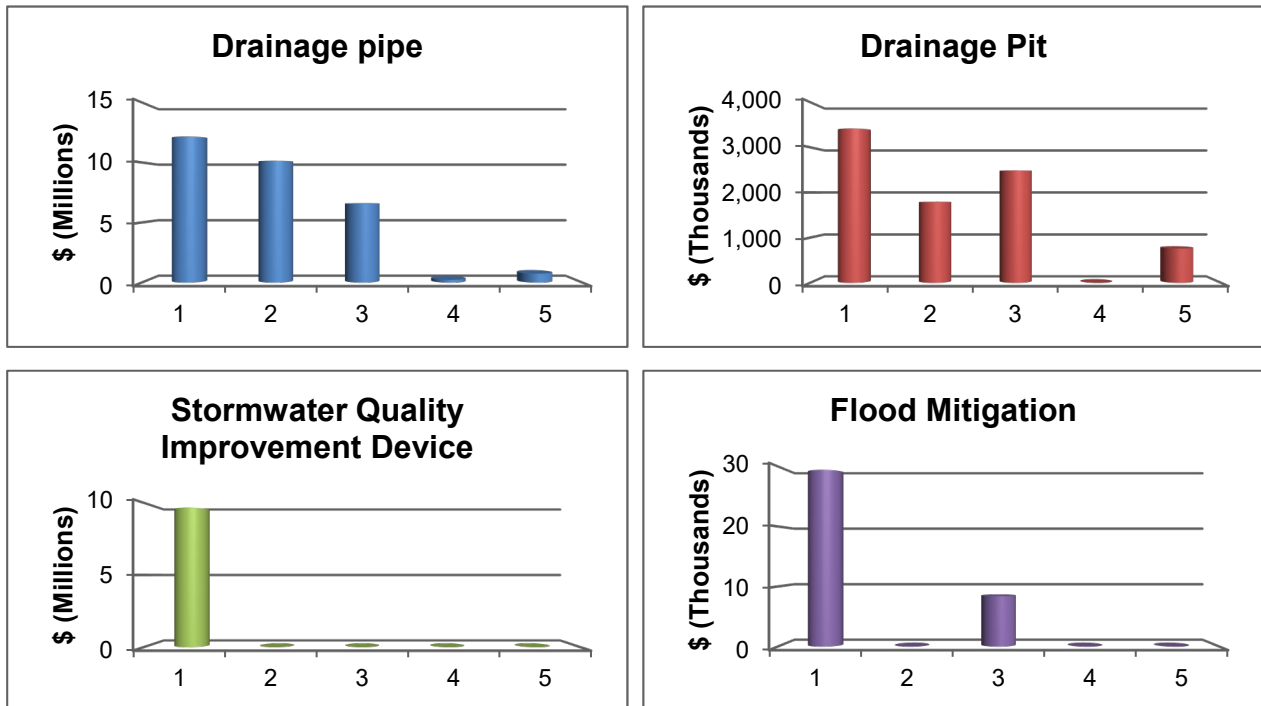 Drainage pipe
$ (Millions)
15
10
5
0
1 2 3 4 5
Drainage Pit
$ (Thousands)
4,000
3,000
2,000
1,000
0
1 2 3 4 5
Stormwater Quality
Improvement Device
$ (Millions)
10
5
0
1 2 3 4 5
Flood Mitigation
$ (Thousands)
30
20
10
0
1 2 3 4 5